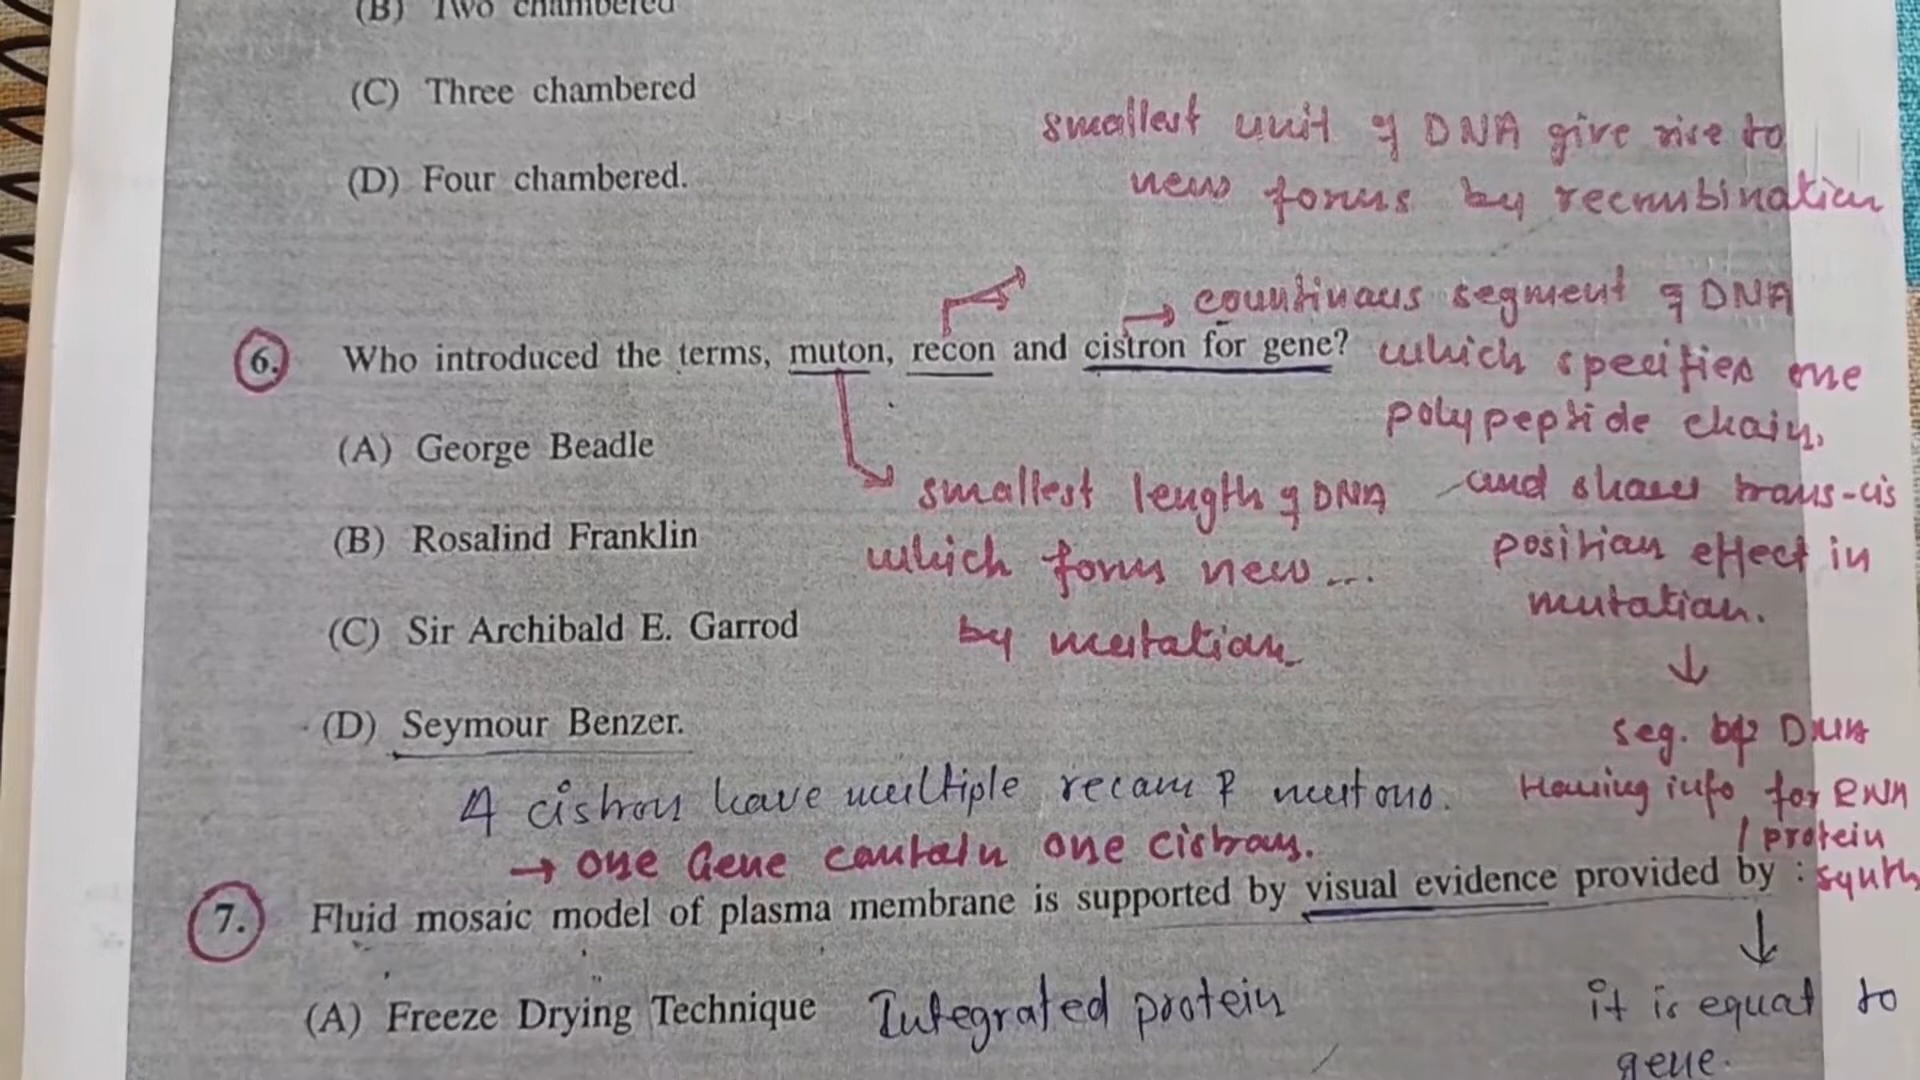 (B) Two chambered
(C) Three chambered
(D) Four chambered.
smallest unit of DNA give rise to
new forms by recombination
6. Who introduced the terms, muton, recon and cistron for gene?
→ countinous segment of DNA
which specifies one
polypeptide chain,
and shows trans-cis
position effect in
mutation.
↓
seg. of DNA
Having info for RNA
/ protein
synth
(A) George Beadle
smallest length of DNA
which forms new ...
by mutation
(B) Rosalind Franklin
(C) Sir Archibald E. Garrod
(D) Seymour Benzer.
A cistron have multiple recom & mutons.
→ one Gene contain one cistron.
7. Fluid mosaic model of plasma membrane is supported by visual evidence provided by :
↓
it is equal to
gene.
(A) Freeze Drying Technique
Integrated protein